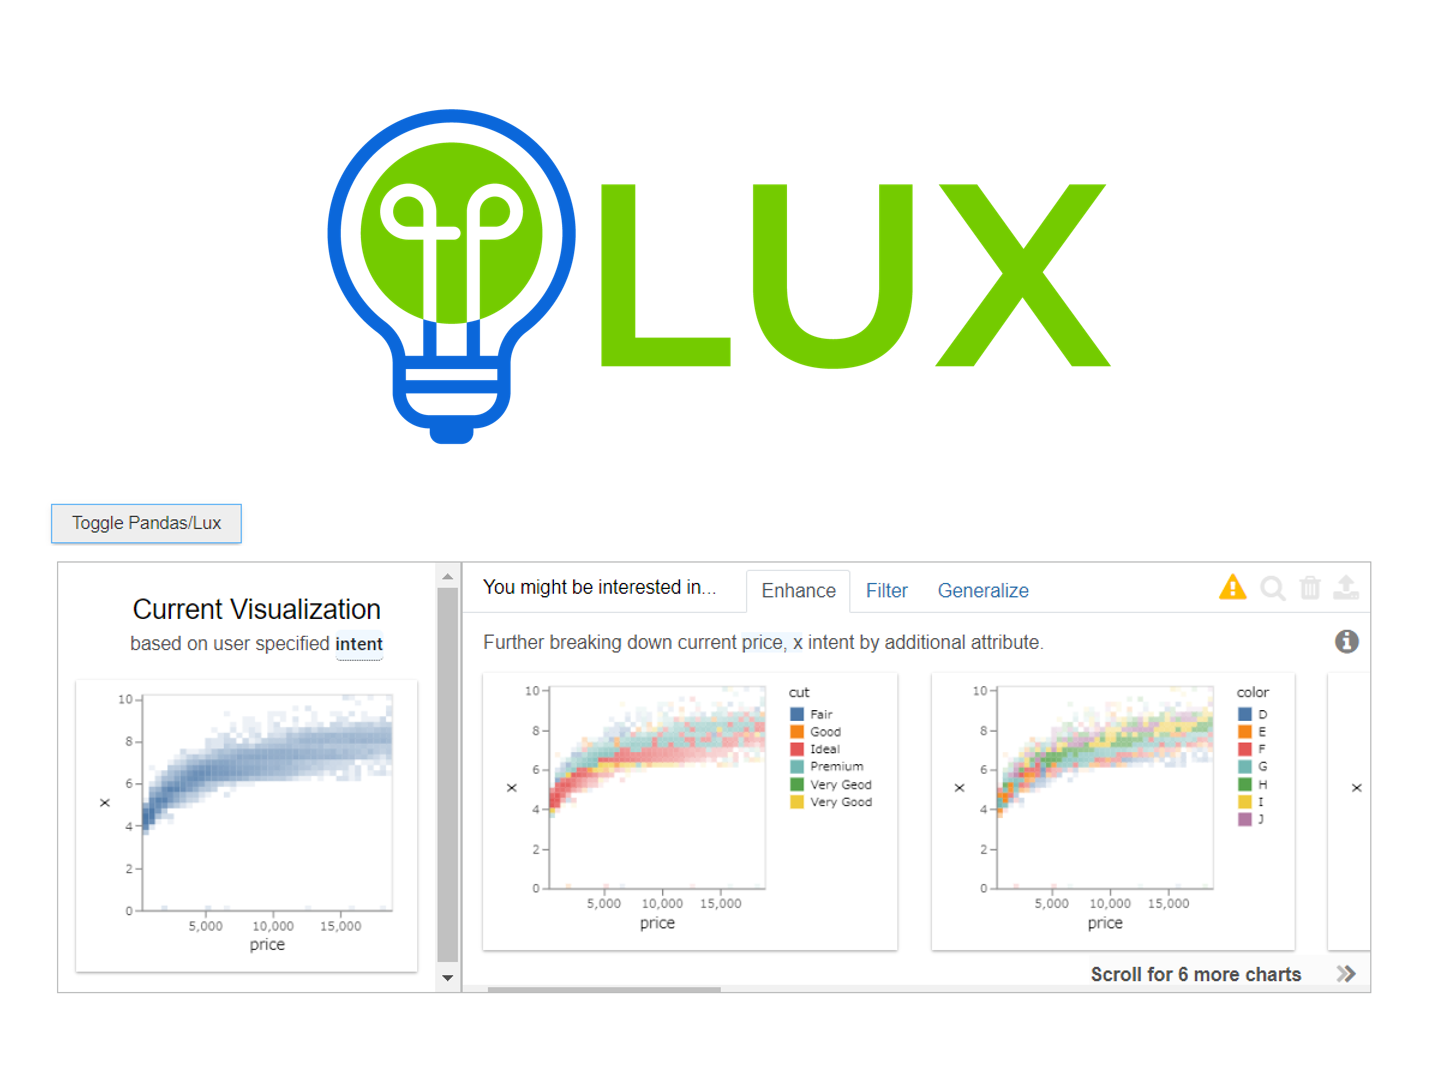 LUX
Toggle Pandas/Lux
Current Visualization
based on user specified intent
10
8
6
4
2
0
x
5,000 10,000 15,000
price
You might be interested in... Enhance Filter Generalize
Further breaking down current price, x intent by additional attribute.
10
8
6
4
2
0
x
5,000 10,000 15,000
price
cut
Fair
Good
Ideal
Premium
Very Geod
Very Good
10
8
6
4
2
0
x
5,000 10,000 15,000
price
color
D
E
F
G
H
I
J
x
Scroll for 6 more charts